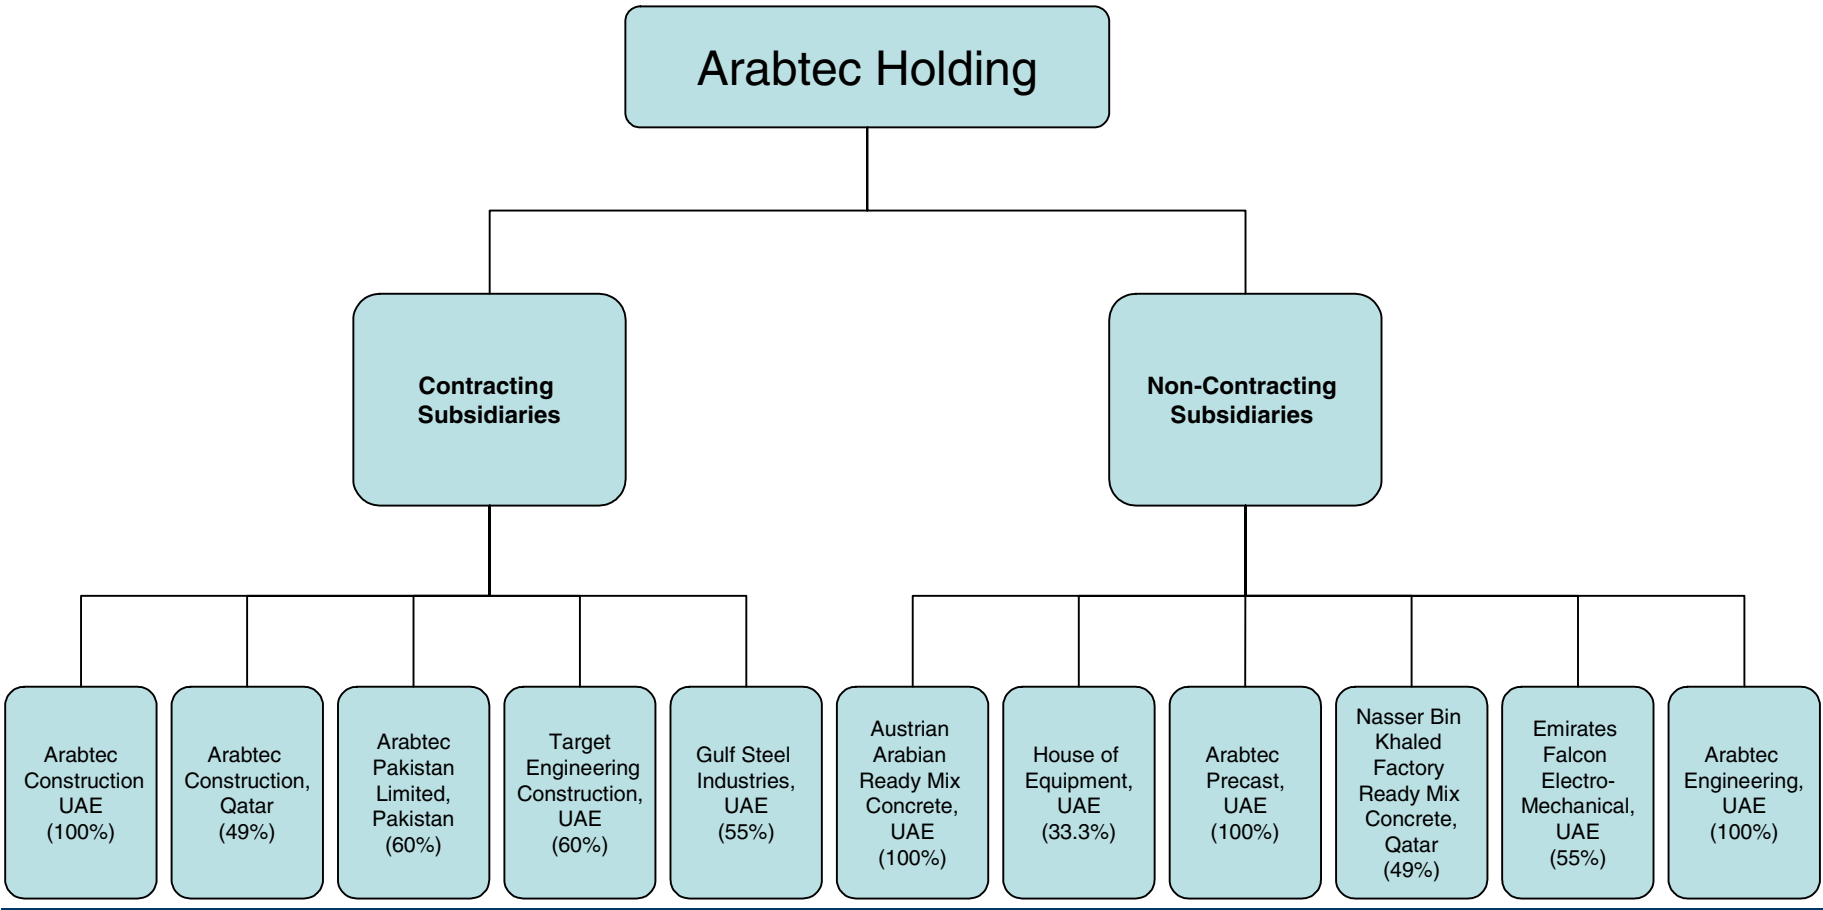 Arabtec Holding
Contracting
Subsidiaries
Non-Contracting
Subsidiaries
Arabtec
Construction
UAE
(100%)
Arabtec
Construction,
Qatar
(49%)
Arabtec
Pakistan
Limited,
Pakistan
(60%)
Target
Engineering
Construction,
UAE
(60%)
Gulf Steel
Industries,
UAE
(55%)
Austrian
Arabian
Ready Mix
Concrete,
UAE
(100%)
House of
Equipment,
UAE
(33.3%)
Arabtec
Precast,
UAE
(100%)
Nasser Bin
Khaled
Factory
Ready Mix
Concrete,
Qatar
(49%)
Emirates
Falcon
Electro-
Mechanical,
UAE
(55%)
Arabtec
Engineering,
UAE
(100%)